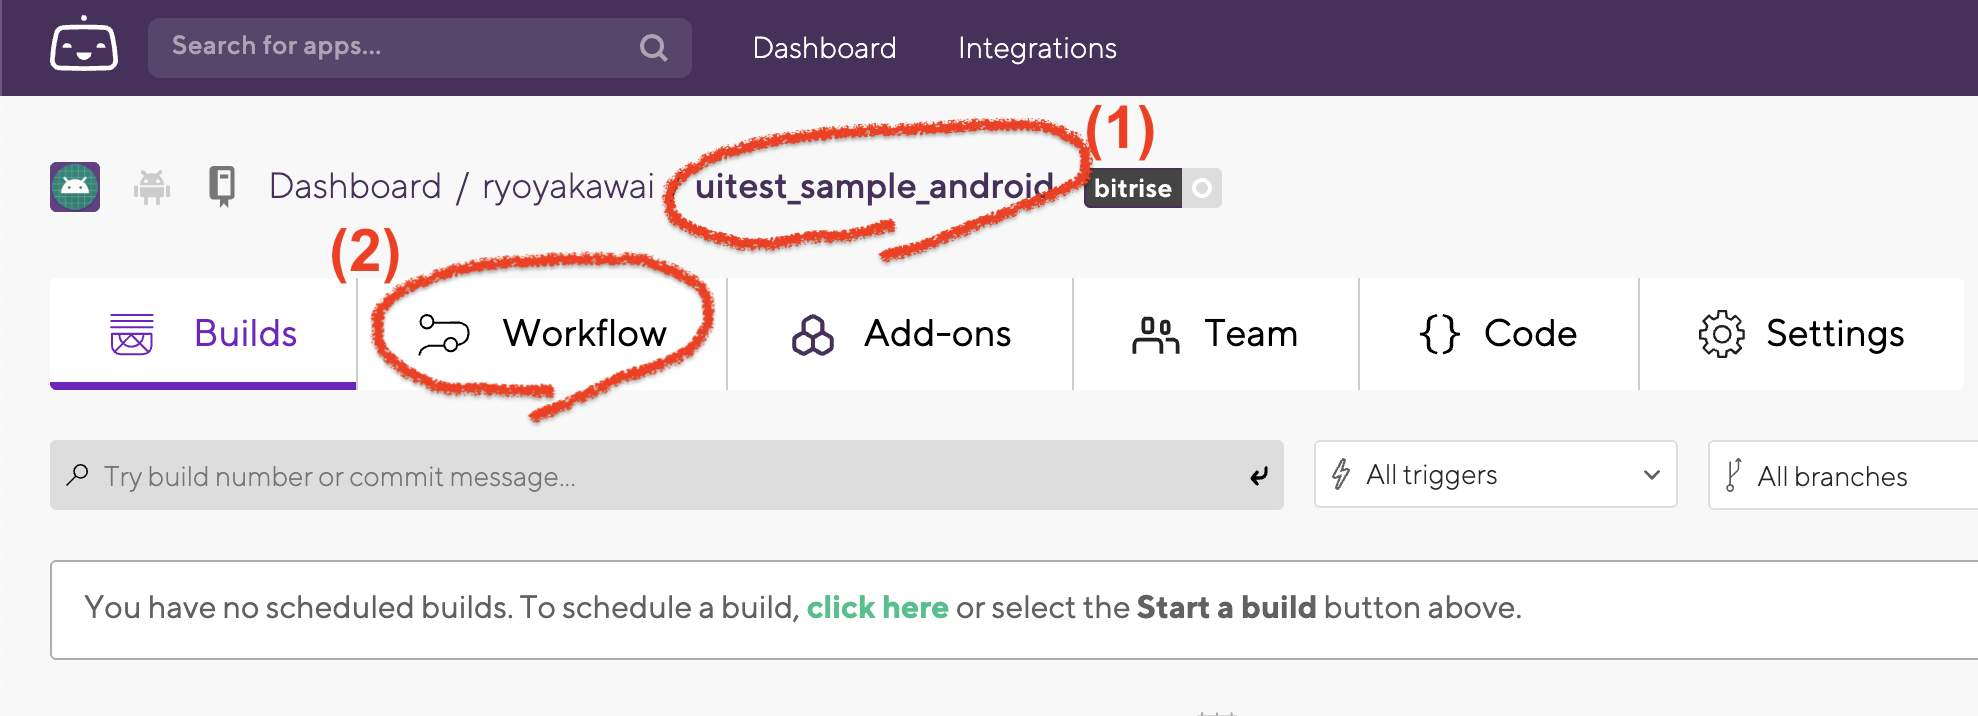 Search for apps... Dashboard Integrations
(1)
Dashboard / ryoyakawai uitest_sample_android bitrise
(2)
Builds Workflow Add-ons Team Code Settings
Try build number or commit message... All triggers All branches
You have no scheduled builds. To schedule a build, click here or select the Start a build button above.